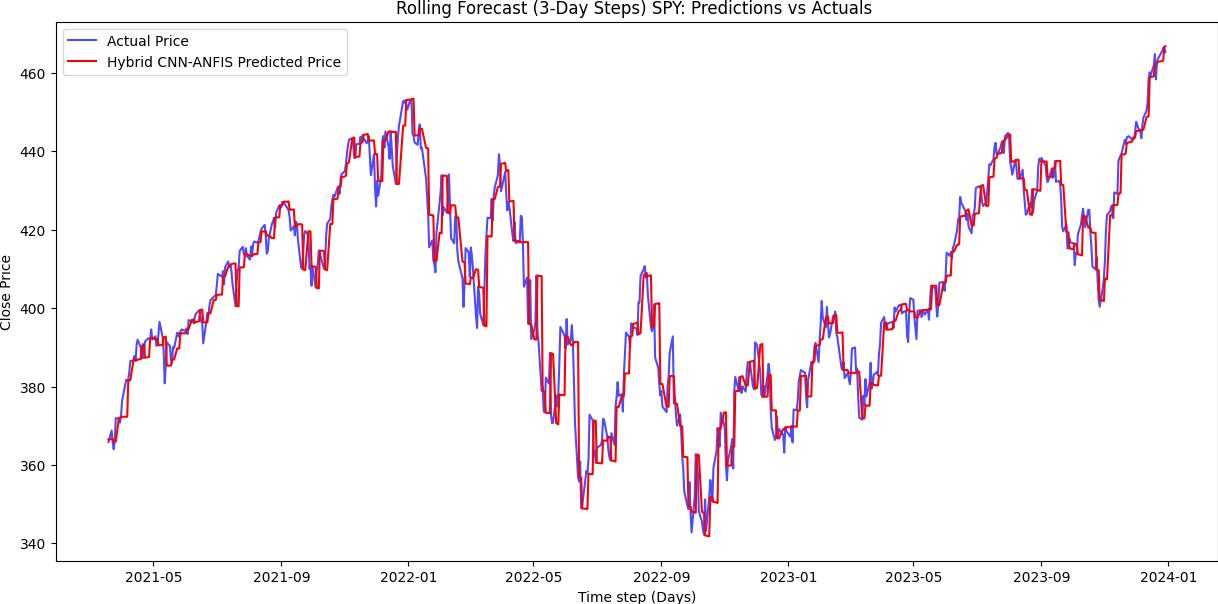 Rolling Forecast (3-Day Steps) SPY: Predictions vs Actuals
Actual Price
Hybrid CNN-ANFIS Predicted Price
Close Price
460
440
420
400
380
360
340
2021-05 2021-09 2022-01 2022-05 2022-09 2023-01 2023-05 2023-09 2024-01
Time step (Days)